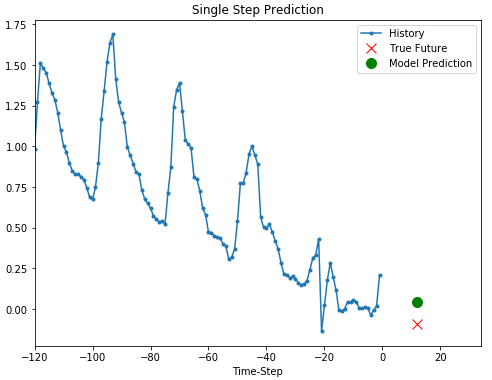 Single Step Prediction
1.75
1.50
1.25
1.00
0.75
0.50
0.25
0.00
History
True Future
Model Prediction
−120 −100 −80 −60 −40 −20 0 20
Time-Step